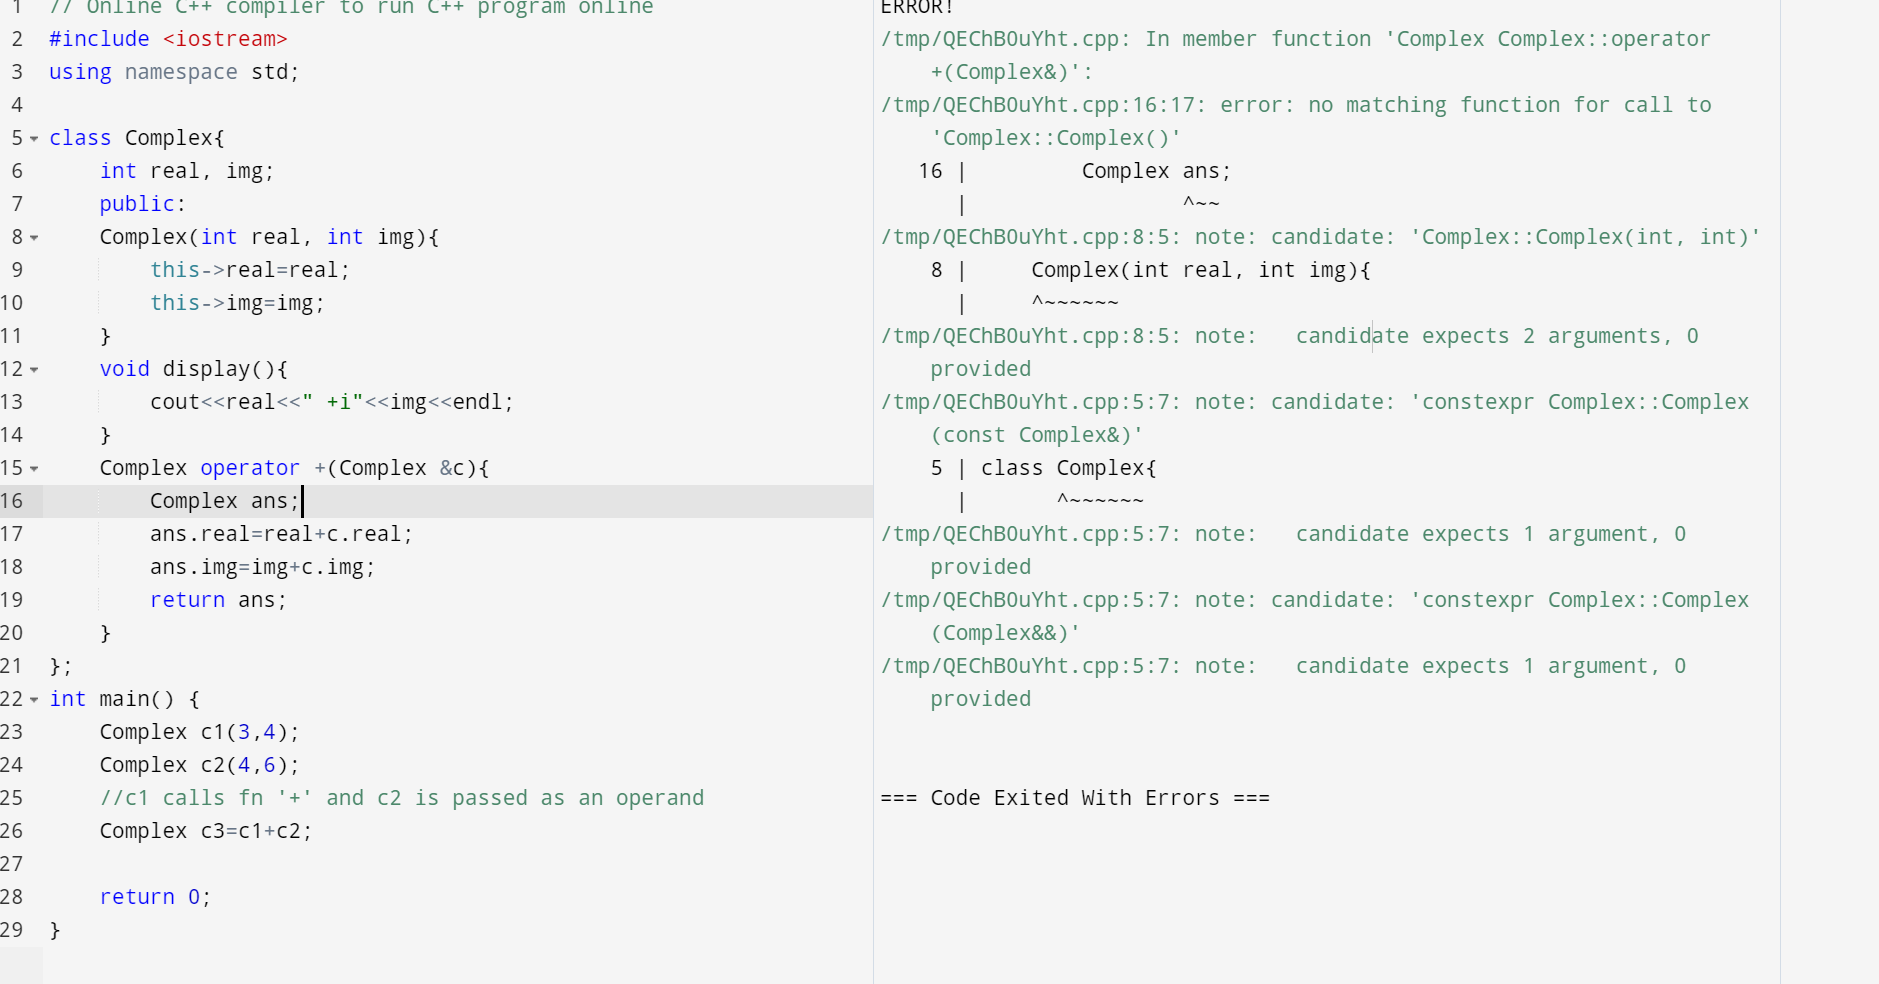 1 // Online C++ compiler to run C++ program online
2 #include <iostream>
3 using namespace std;
4
5 class Complex{
6     int real, img;
7     public:
8     Complex(int real, int img){
9         this->real=real;
10         this->img=img;
11     }
12     void display(){
13         cout<<real<<" +i"<<img<<endl;
14     }
15     Complex operator +(Complex &c){
16         Complex ans;
17         ans.real=real+c.real;
18         ans.img=img+c.img;
19         return ans;
20     }
21 };
22 int main() {
23     Complex c1(3,4);
24     Complex c2(4,6);
25     //c1 calls fn '+' and c2 is passed as an operand
26     Complex c3=c1+c2;
27
28     return 0;
29 }
ERROR!
/tmp/QEChB0uYht.cpp: In member function 'Complex Complex::operator
    +(Complex&)':
/tmp/QEChB0uYht.cpp:16:17: error: no matching function for call to
    'Complex::Complex()'
   16 |         Complex ans;
      |                 ^~~
/tmp/QEChB0uYht.cpp:8:5: note: candidate: 'Complex::Complex(int, int)'
    8 |     Complex(int real, int img){
      |     ^~~~~~~
/tmp/QEChB0uYht.cpp:8:5: note:   candidate expects 2 arguments, 0
    provided
/tmp/QEChB0uYht.cpp:5:7: note: candidate: 'constexpr Complex::Complex
    (const Complex&)'
    5 | class Complex{
      |       ^~~~~~~
/tmp/QEChB0uYht.cpp:5:7: note:   candidate expects 1 argument, 0
    provided
/tmp/QEChB0uYht.cpp:5:7: note: candidate: 'constexpr Complex::Complex
    (Complex&&)'
/tmp/QEChB0uYht.cpp:5:7: note:   candidate expects 1 argument, 0
    provided
=== Code Exited With Errors ===